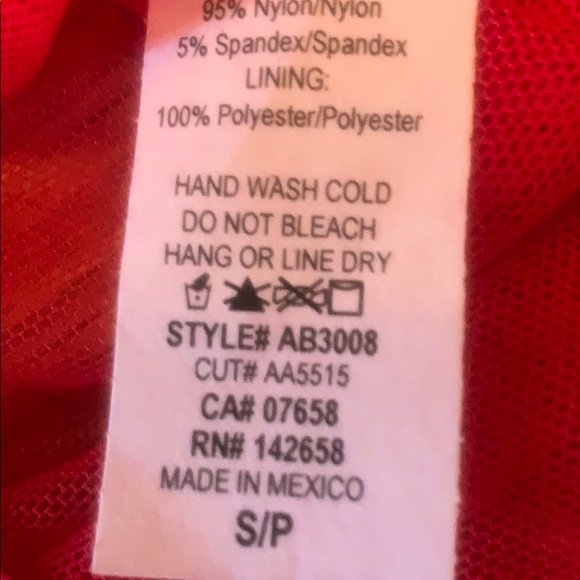 95% Nylon/Nylon
5% Spandex/Spandex
LINING:
100% Polyester/Polyester
HAND WASH COLD
DO NOT BLEACH
HANG OR LINE DRY
STYLE# AB3008
CUT# AA5515
CA# 07658
RN# 142658
MADE IN MEXICO
S/P